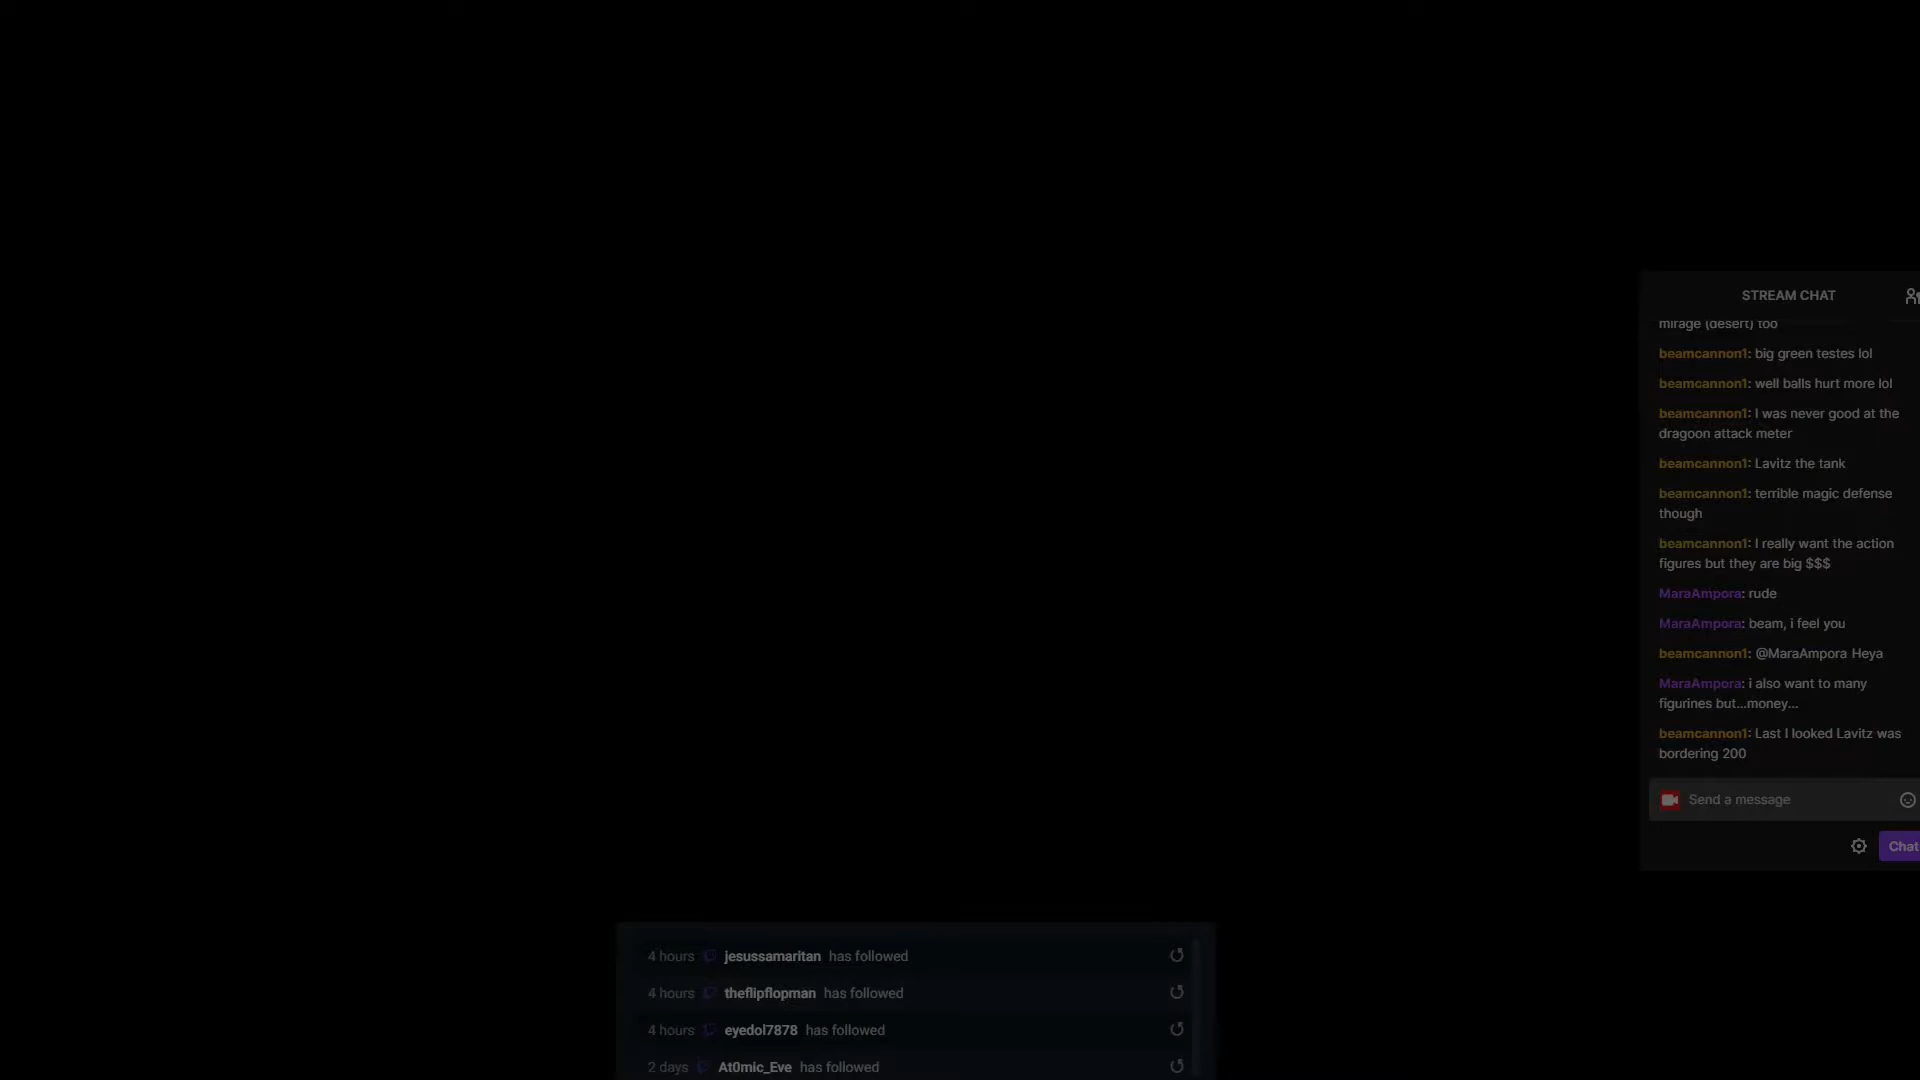 STREAM CHAT
mirage (desert) too
beamcannon1: big green testes lol
beamcannon1: well balls hurt more lol
beamcannon1: I was never good at the
dragoon attack meter
beamcannon1: Lavitz the tank
beamcannon1: terrible magic defense
though
beamcannon1: I really want the action
figures but they are big $$$
MaraAmpora: rude
MaraAmpora: beam, i feel you
beamcannon1: @MaraAmpora Heya
MaraAmpora: i also want to many
figurines but...money...
beamcannon1: Last I looked Lavitz was
bordering 200
Send a message
Chat
4 hours jesussamaritan has followed
4 hours theflipflopman has followed
4 hours eyedol7878 has followed
2 days At0mic_Eve has followed